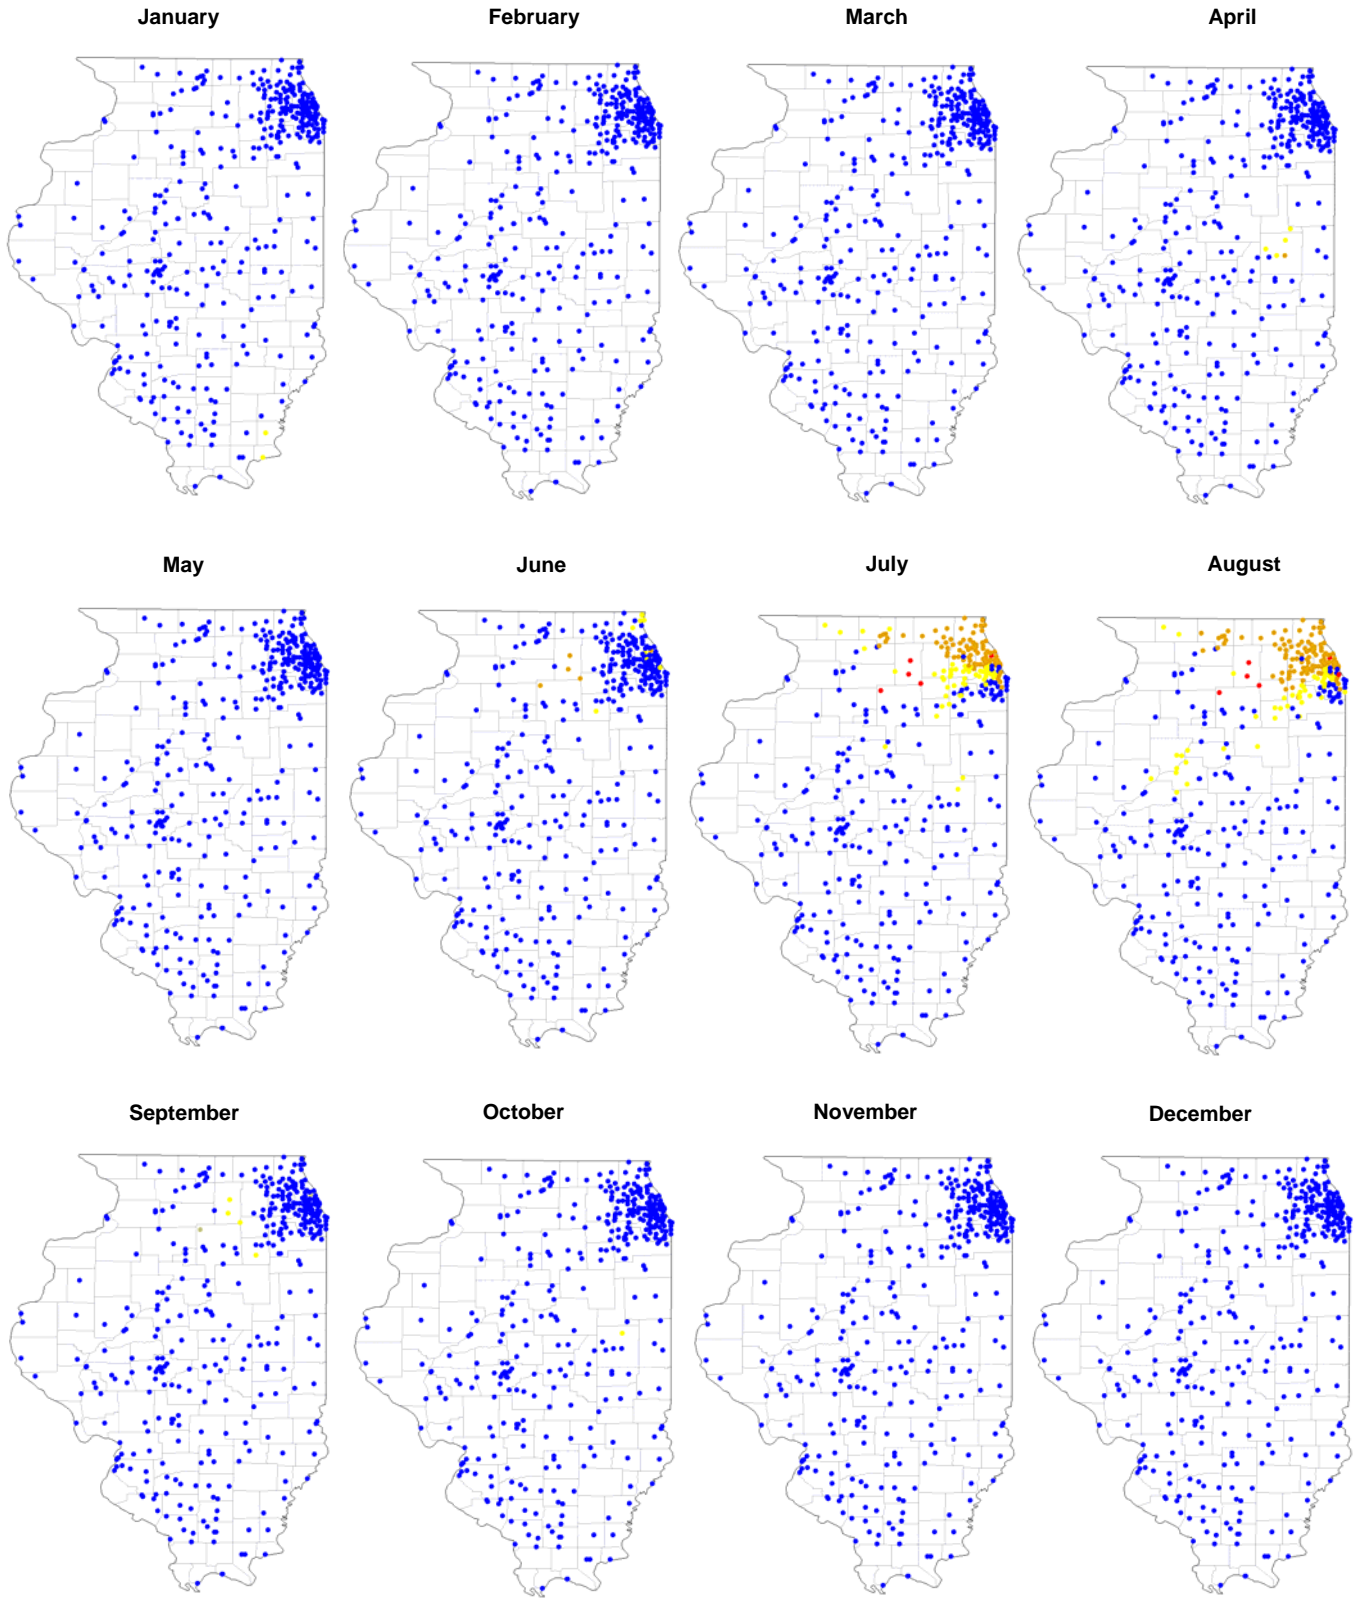 January February March April
May June July August
September October November December